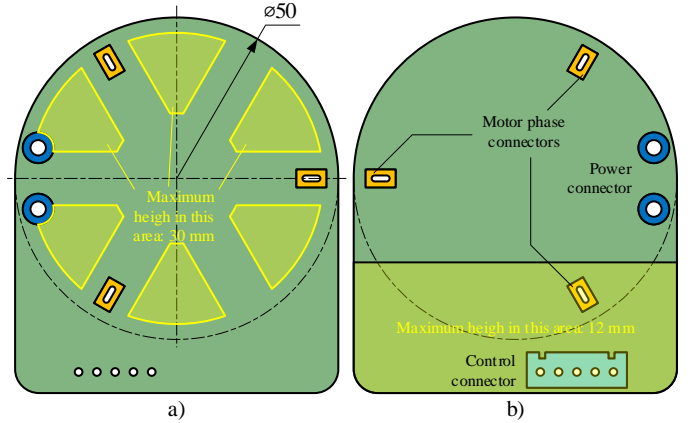 ⌀50
Maximum
heigh in this
area: 30 mm
Motor phase
connectors
Power
connector
Maximum heigh in this area: 12 mm
Control
connector
a)
b)